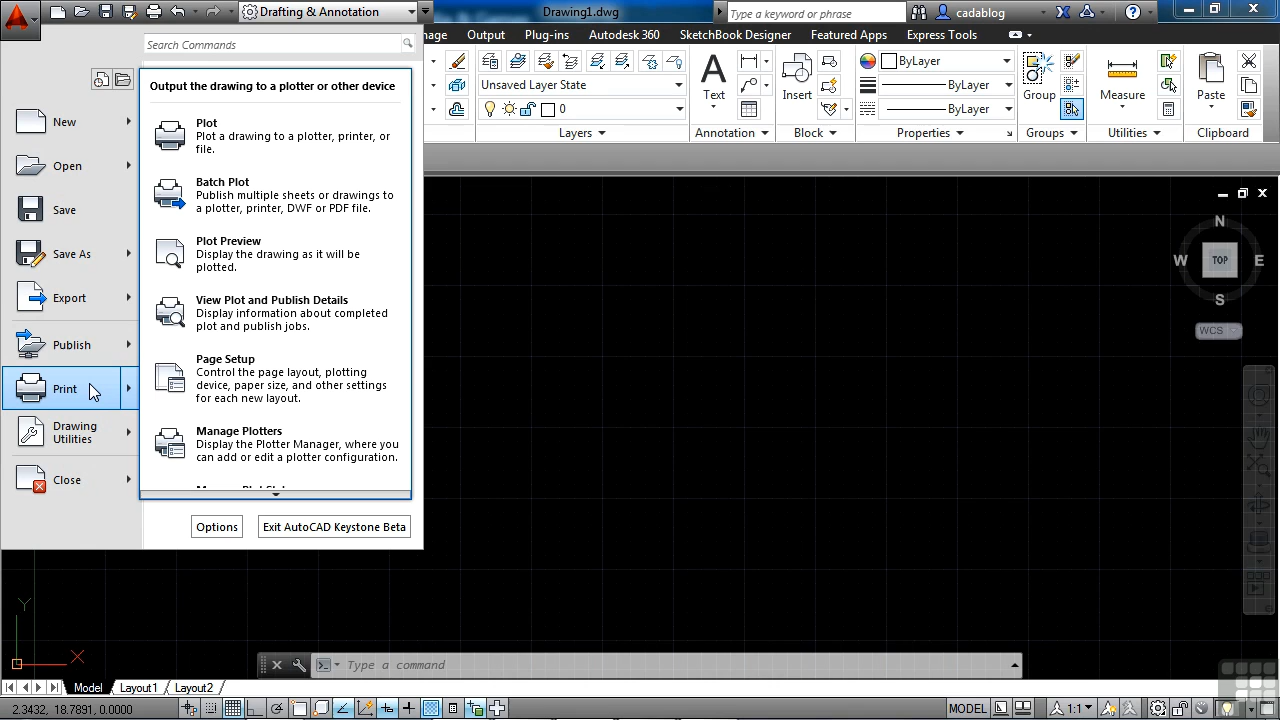 Drafting & Annotation
Drawing1.dwg
Type a keyword or phrase
cadablog
Output
Plug-ins
Autodesk 360
SketchBook Designer
Featured Apps
Express Tools
Search Commands
Output the drawing to a plotter or other device
New
Open
Save
Save As
Export
Publish
Print
Drawing
Utilities
Close
Plot
Plot a drawing to a plotter, printer, or
file.
Batch Plot
Publish multiple sheets or drawings to
a plotter, printer, DWF or PDF file.
Plot Preview
Display the drawing as it will be
plotted.
View Plot and Publish Details
Display information about completed
plot and publish jobs.
Page Setup
Control the page layout, plotting
device, paper size, and other settings
for each new layout.
Manage Plotters
Display the Plotter Manager, where you
can add or edit a plotter configuration.
Options
Exit AutoCAD Keystone Beta
Unsaved Layer State
0
Layers
Text
Annotation
Insert
Block
ByLayer
ByLayer
ByLayer
Properties
Group
Groups
Measure
Utilities
Paste
Clipboard
N
W
TOP
E
S
WCS
Y
X
Type a command
Model
Layout1
Layout2
2.3432, 18.7891, 0.0000
MODEL
1:1